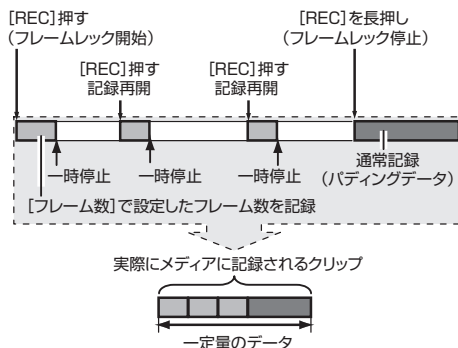 [REC]押す
(フレームレック開始)
[REC]を長押し
(フレームレック停止)
[REC]押す
記録再開
[REC]押す
記録再開
一時停止
一時停止
一時停止
通常記録
(パディングデータ)
[フレーム数]で設定したフレーム数を記録
実際にメディアに記録されるクリップ
一定量のデータ